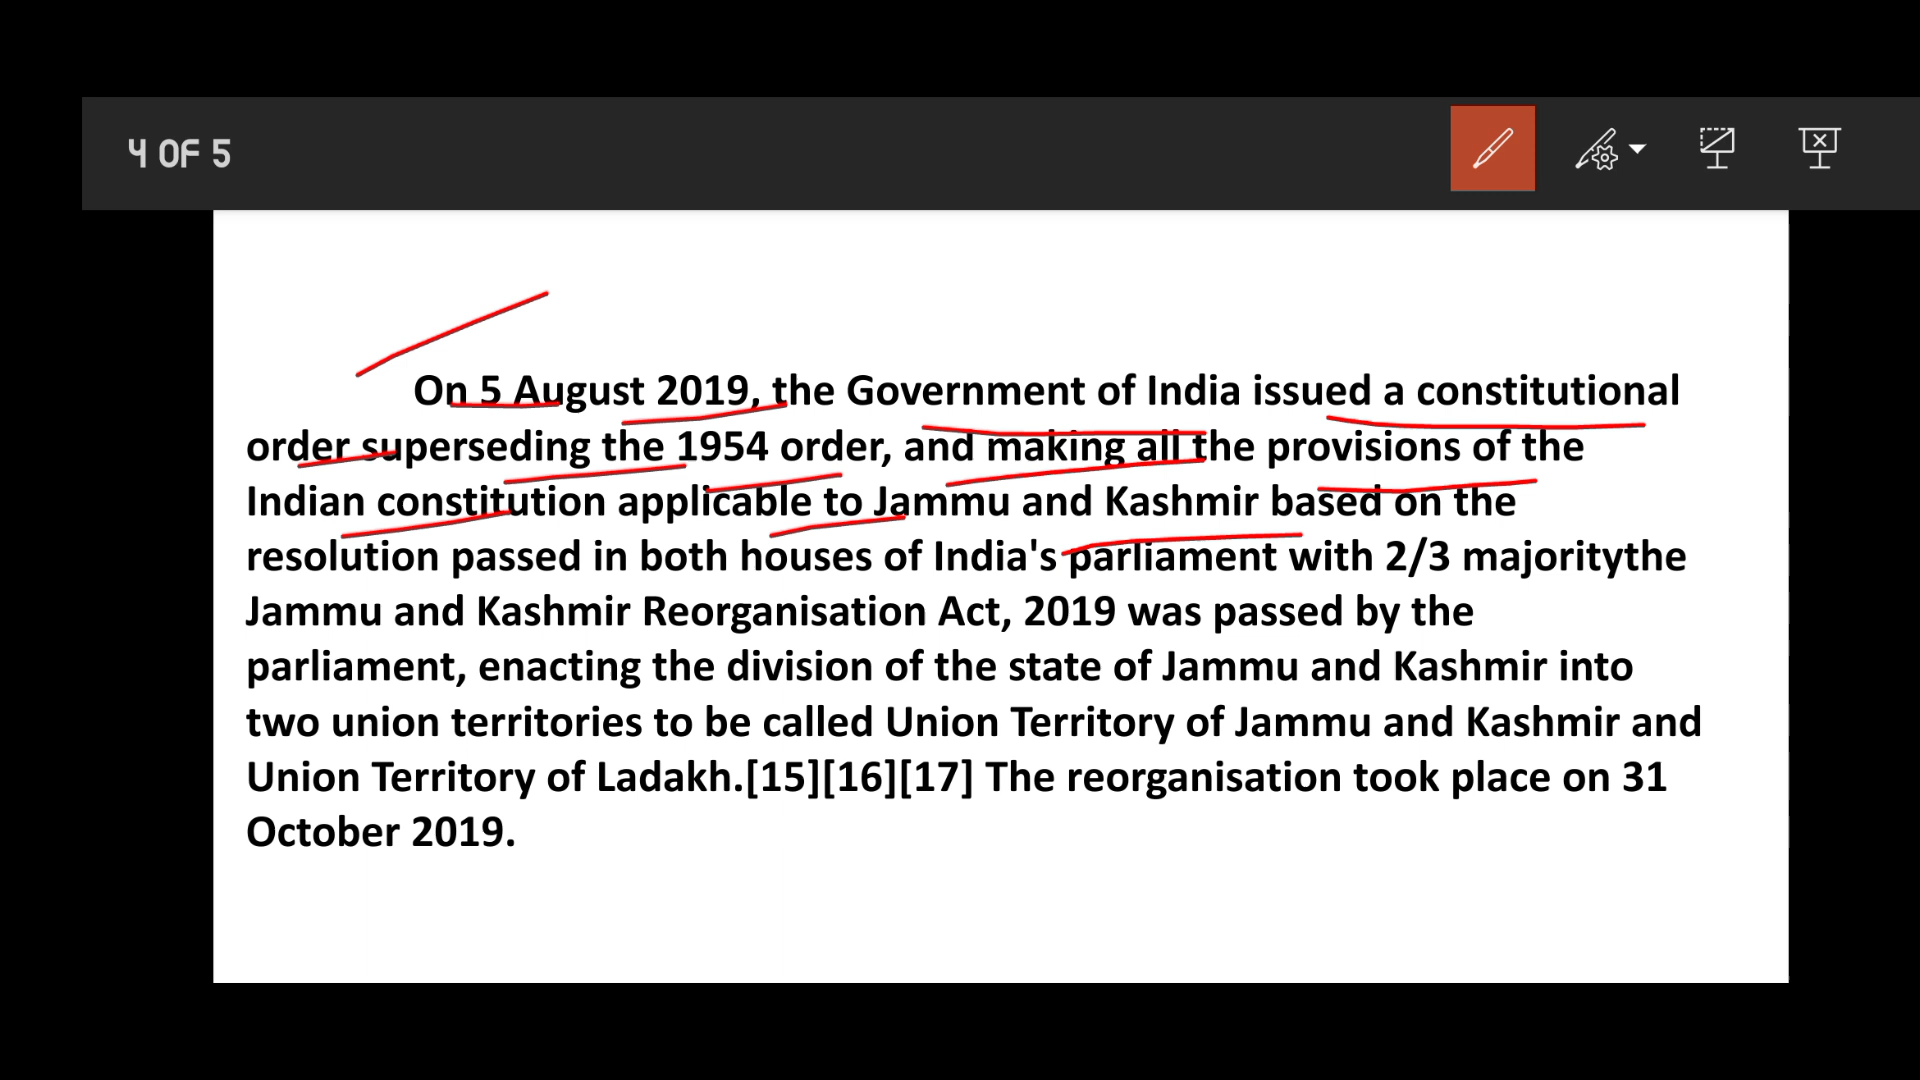 4 OF 5
On 5 August 2019, the Government of India issued a constitutional
order superseding the 1954 order, and making all the provisions of the
Indian constitution applicable to Jammu and Kashmir based on the
resolution passed in both houses of India's parliament with 2/3 majoritythe
Jammu and Kashmir Reorganisation Act, 2019 was passed by the
parliament, enacting the division of the state of Jammu and Kashmir into
two union territories to be called Union Territory of Jammu and Kashmir and
Union Territory of Ladakh.[15][16][17] The reorganisation took place on 31
October 2019.